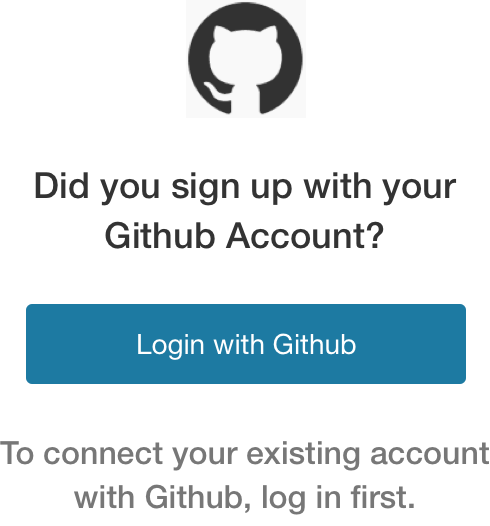 Did you sign up with your
Github Account?
Login with Github
To connect your existing account
with Github, log in first.